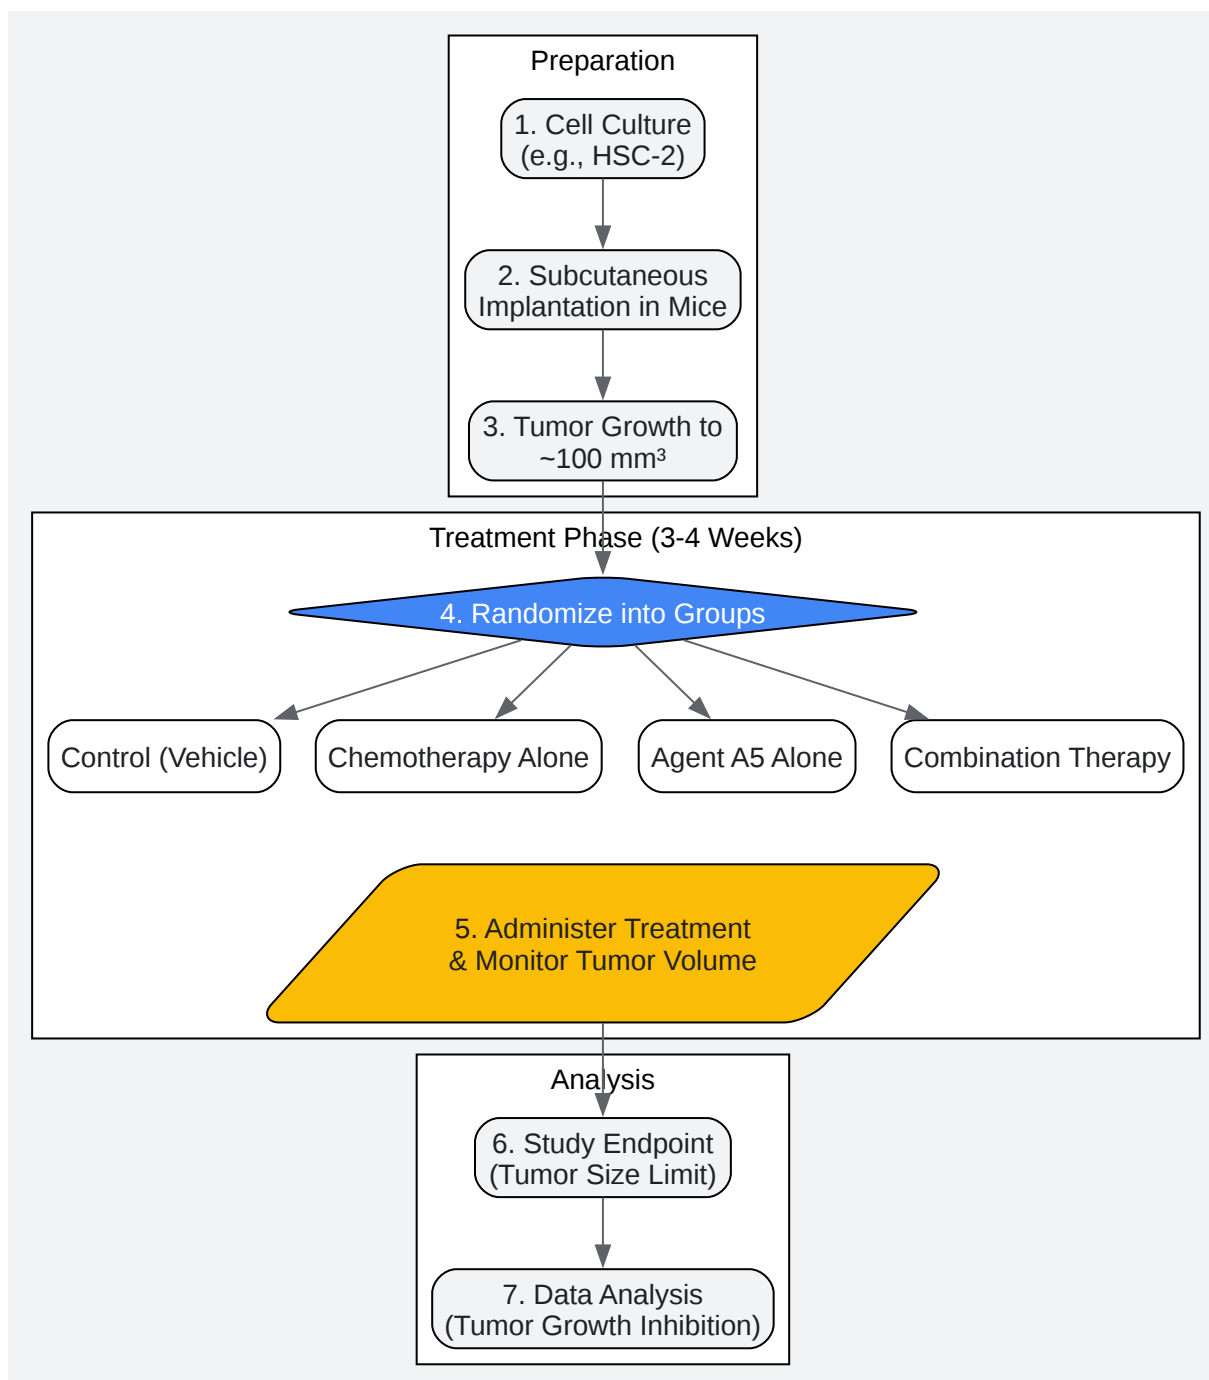 Preparation
1. Cell Culture
(e.g., HSC-2)
2. Subcutaneous
Implantation in Mice
3. Tumor Growth to
~100 mm³
Treatment Phase (3-4 Weeks)
4. Randomize into Groups
Control (Vehicle)
Chemotherapy Alone
Agent A5 Alone
Combination Therapy
5. Administer Treatment
& Monitor Tumor Volume
Analysis
6. Study Endpoint
(Tumor Size Limit)
7. Data Analysis
(Tumor Growth Inhibition)